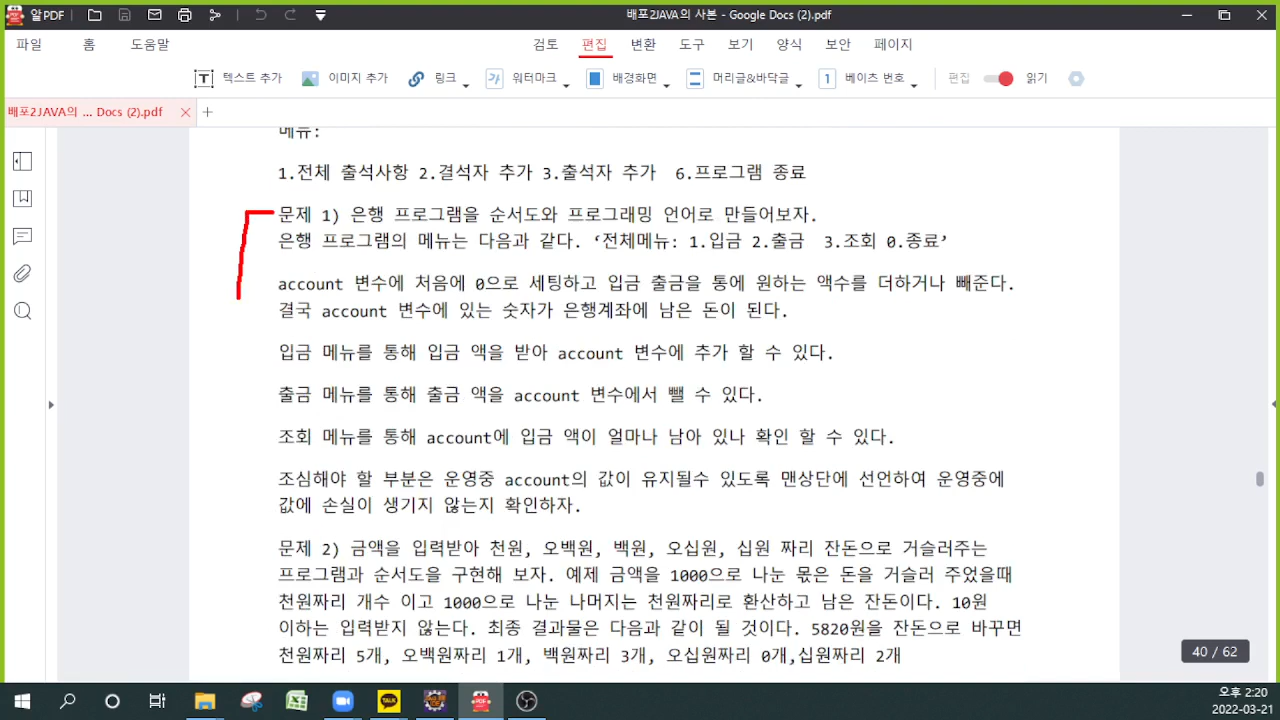 알PDF
배포2JAVA의 사본 - Google Docs (2).pdf
파일 홈 도움말 검토 편집 변환 도구 보기 양식 보안 페이지
텍스트 추가 이미지 추가 링크 워터마크 배경화면 머리글&바닥글 베이츠 번호 편집 읽기
배포2JAVA의 ... Docs (2).pdf
메뉴:
1.전체 출석사항 2.결석자 추가 3.출석자 추가 6.프로그램 종료
문제 1) 은행 프로그램을 순서도와 프로그래밍 언어로 만들어보자.
은행 프로그램의 메뉴는 다음과 같다. ‘전체메뉴: 1.입금 2.출금 3.조회 0.종료’
account 변수에 처음에 0으로 세팅하고 입금 출금을 통에 원하는 액수를 더하거나 빼준다.
결국 account 변수에 있는 숫자가 은행계좌에 남은 돈이 된다.
입금 메뉴를 통해 입금 액을 받아 account 변수에 추가 할 수 있다.
출금 메뉴를 통해 출금 액을 account 변수에서 뺄 수 있다.
조회 메뉴를 통해 account에 입금 액이 얼마나 남아 있나 확인 할 수 있다.
조심해야 할 부분은 운영중 account의 값이 유지될수 있도록 맨상단에 선언하여 운영중에
값에 손실이 생기지 않는지 확인하자.
문제 2) 금액을 입력받아 천원, 오백원, 백원, 오십원, 십원 짜리 잔돈으로 거슬러주는
프로그램과 순서도을 구현해 보자. 예제 금액을 1000으로 나눈 몫은 돈을 거슬러 주었을때
천원짜리 개수 이고 1000으로 나눈 나머지는 천원짜리로 환산하고 남은 잔돈이다. 10원
이하는 입력받지 않는다. 최종 결과물은 다음과 같이 될 것이다. 5820원을 잔돈으로 바꾸면
천원짜리 5개, 오백원짜리 1개, 백원짜리 3개, 오십원짜리 0개,십원짜리 2개
40 / 62
오후 2:20
2022-03-21